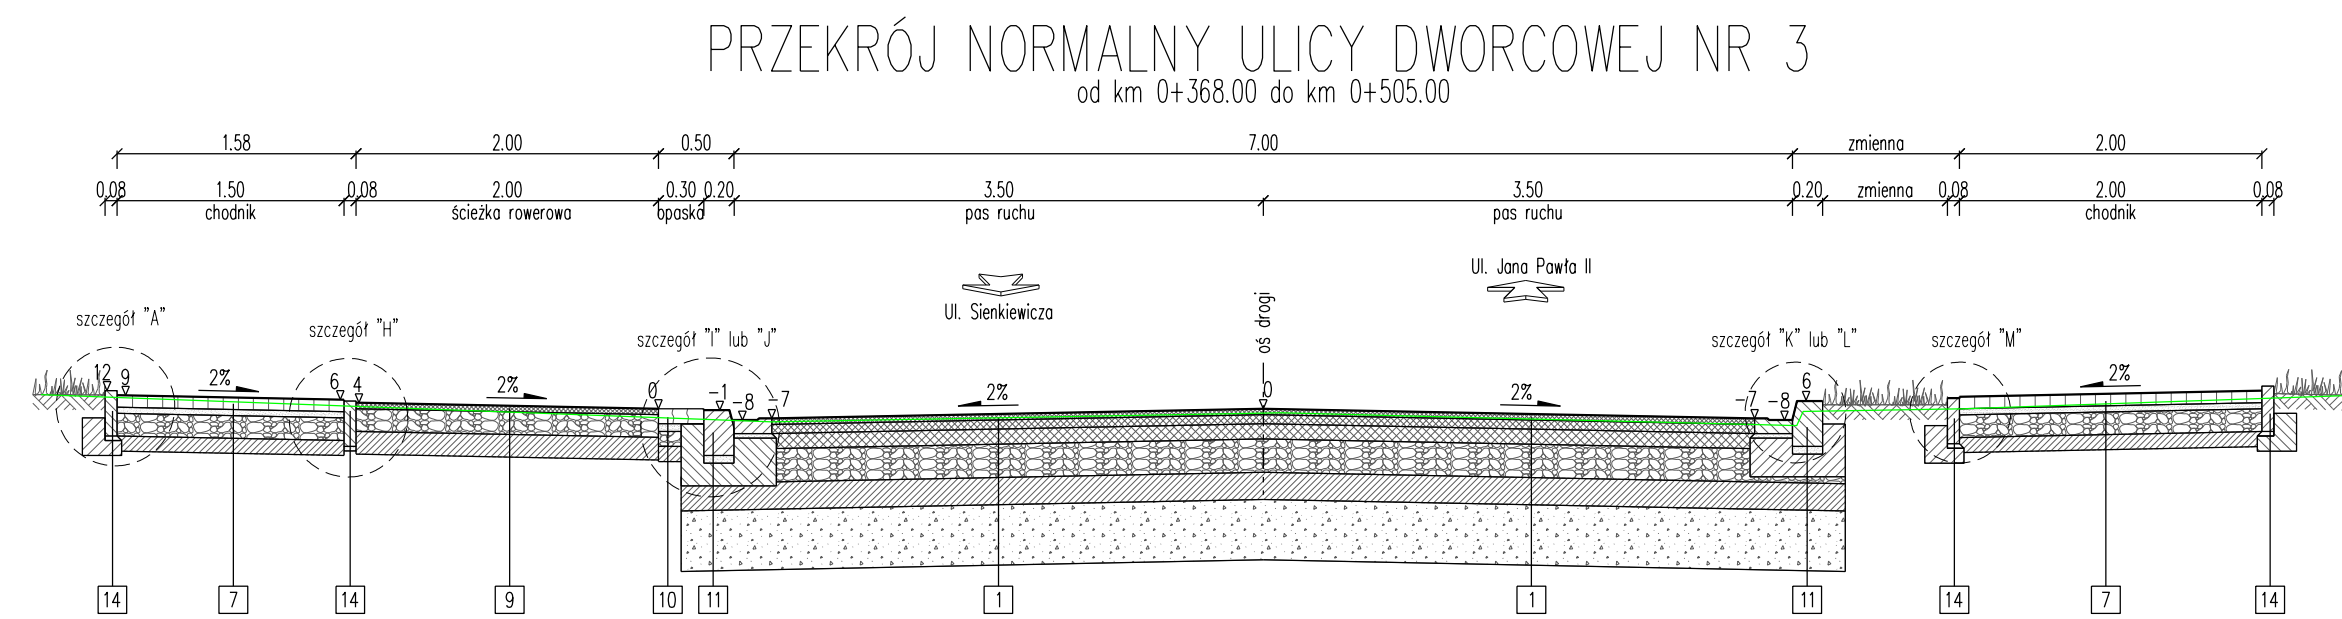 PRZEKRÓJ NORMALNY ULICY DWORCOWEJ NR 3
od km 0+368.00 do km 0+505.00
1.58 2.00 0.50 7.00 zmienna 2.00
0.08 1.50 0.08 2.00 0.30 0.20 3.50 3.50 0.20 zmienna 0.08 2.00 0.08
chodnik ścieżka rowerowa opaska pas ruchu pas ruchu chodnik
Ul. Jana Pawła II
Ul. Sienkiewicza
oś drogi
szczegół "A" szczegół "H" szczegół "I" lub "J" szczegół "K" lub "L" szczegół "M"
12 9 2% 6 4 2% 0 -1 -8 -7 2% 0 2% -7 -8 6 2%
14 7 14 9 10 11 1 1 11 14 7 14